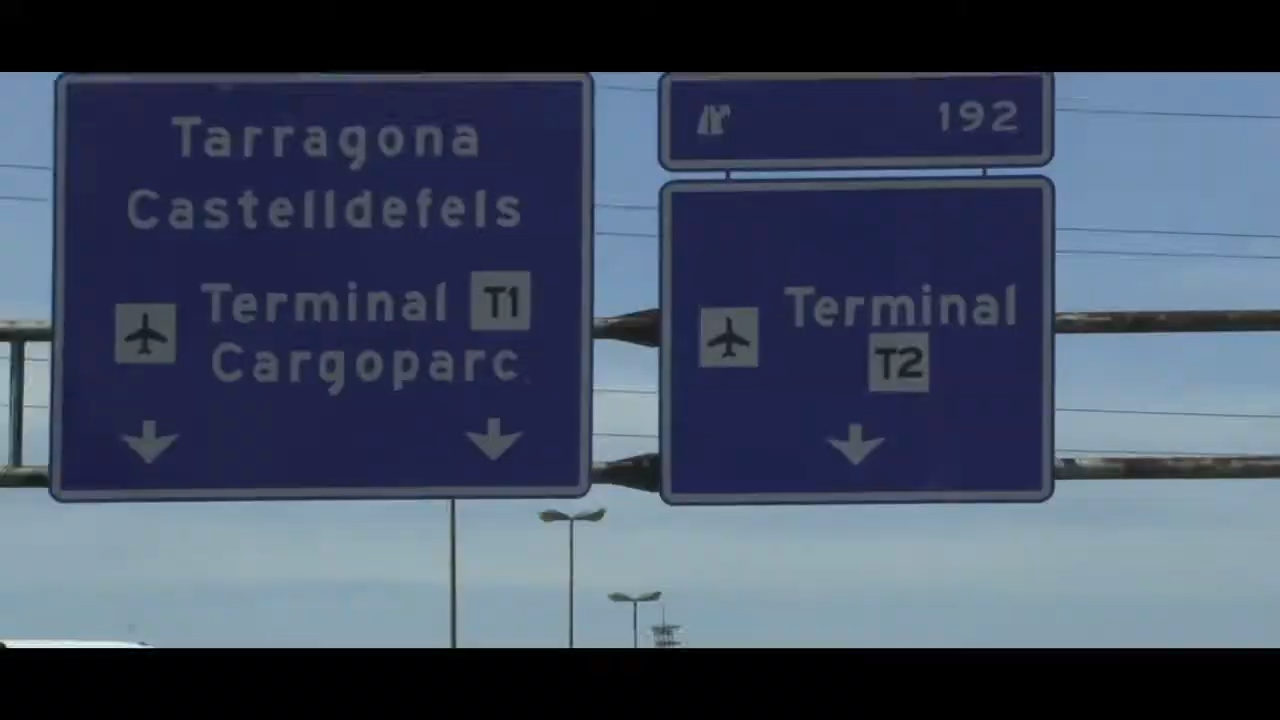 Tarragona
Castelldefels
Terminal T1
Cargoparc
192
Terminal
T2